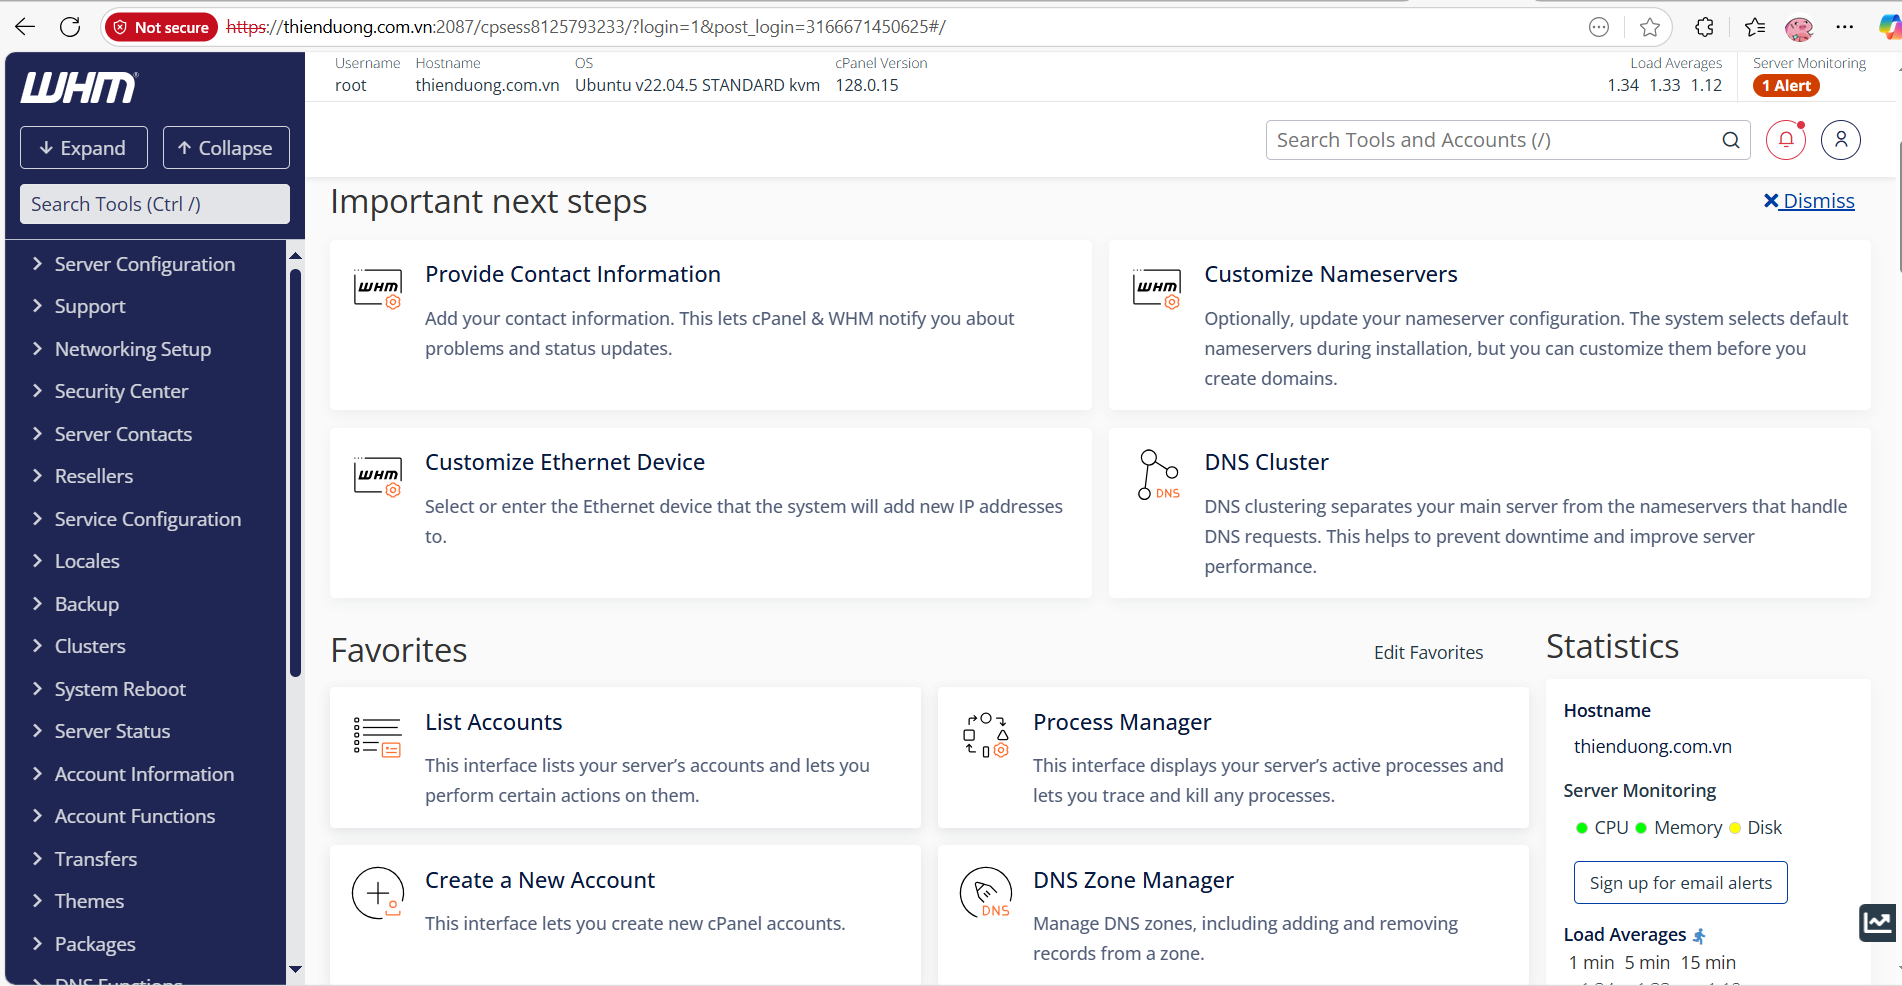 Not secure https://thienduong.com.vn:2087/cpsess8125793233/?login=1&post_login=3166671450625#/
WHM
Username Hostname OS cPanel Version Load Averages Server Monitoring
root thienduong.com.vn Ubuntu v22.04.5 STANDARD kvm 128.0.15 1.34 1.33 1.12 1 Alert
Expand Collapse
Search Tools (Ctrl /)
Server Configuration
Support
Networking Setup
Security Center
Server Contacts
Resellers
Service Configuration
Locales
Backup
Clusters
System Reboot
Server Status
Account Information
Account Functions
Transfers
Themes
Packages
DNS Functions
Search Tools and Accounts (/)
Important next steps
Dismiss
WHM
Provide Contact Information
Add your contact information. This lets cPanel & WHM notify you about
problems and status updates.
WHM
Customize Nameservers
Optionally, update your nameserver configuration. The system selects default
nameservers during installation, but you can customize them before you
create domains.
WHM
Customize Ethernet Device
Select or enter the Ethernet device that the system will add new IP addresses
to.
DNS
DNS Cluster
DNS clustering separates your main server from the nameservers that handle
DNS requests. This helps to prevent downtime and improve server
performance.
Favorites
Edit Favorites
List Accounts
This interface lists your server’s accounts and lets you
perform certain actions on them.
Process Manager
This interface displays your server’s active processes and
lets you trace and kill any processes.
Create a New Account
This interface lets you create new cPanel accounts.
DNS
DNS Zone Manager
Manage DNS zones, including adding and removing
records from a zone.
Statistics
Hostname
thienduong.com.vn
Server Monitoring
CPU Memory Disk
Sign up for email alerts
Load Averages
1 min 5 min 15 min